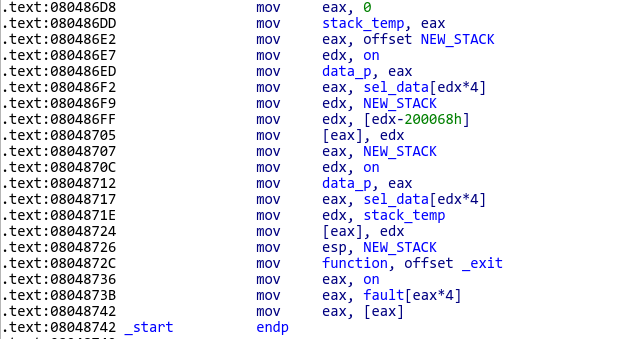 .text:080486D8 mov eax, 0
.text:080486DD mov stack_temp, eax
.text:080486E2 mov eax, offset NEW_STACK
.text:080486E7 mov edx, on
.text:080486ED mov data_p, eax
.text:080486F2 mov eax, sel_data[edx*4]
.text:080486F9 mov edx, NEW_STACK
.text:080486FF mov edx, [edx-200068h]
.text:08048705 mov [eax], edx
.text:08048707 mov eax, NEW_STACK
.text:0804870C mov edx, on
.text:08048712 mov data_p, eax
.text:08048717 mov eax, sel_data[edx*4]
.text:0804871E mov edx, stack_temp
.text:08048724 mov [eax], edx
.text:08048726 mov esp, NEW_STACK
.text:0804872C mov function, offset _exit
.text:08048736 mov eax, on
.text:0804873B mov eax, fault[eax*4]
.text:08048742 mov eax, [eax]
.text:08048742 _start endp